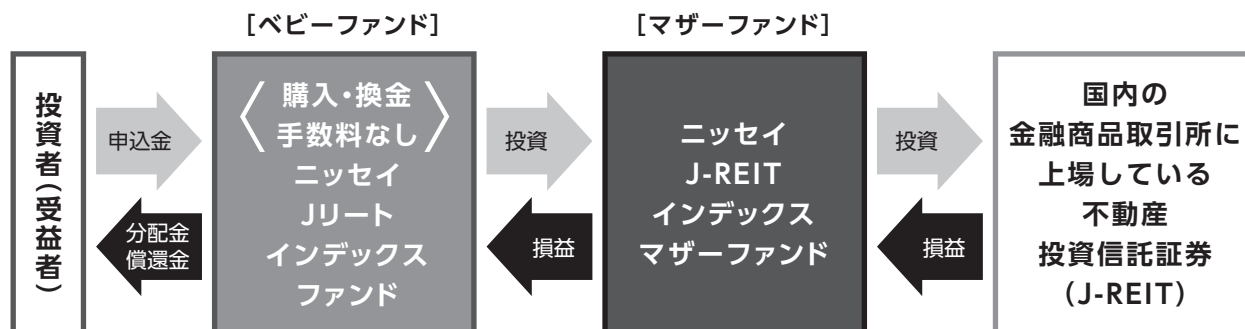 [ベビーファンド]
[マザーファンド]
投資者(受益者)
申込金
分配金
償還金
〈購入・換金
手数料なし〉
ニッセイ
Jリート
インデックス
ファンド
投資
損益
ニッセイ
J-REIT
インデックス
マザーファンド
投資
損益
国内の
金融商品取引所に
上場している
不動産
投資信託証券
(J-REIT)